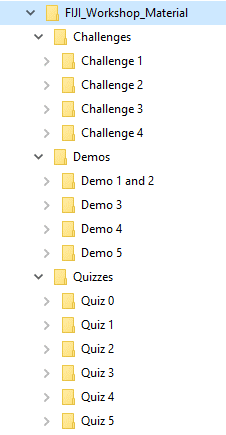 FIJI_Workshop_Material
Challenges
Challenge 1
Challenge 2
Challenge 3
Challenge 4
Demos
Demo 1 and 2
Demo 3
Demo 4
Demo 5
Quizzes
Quiz 0
Quiz 1
Quiz 2
Quiz 3
Quiz 4
Quiz 5